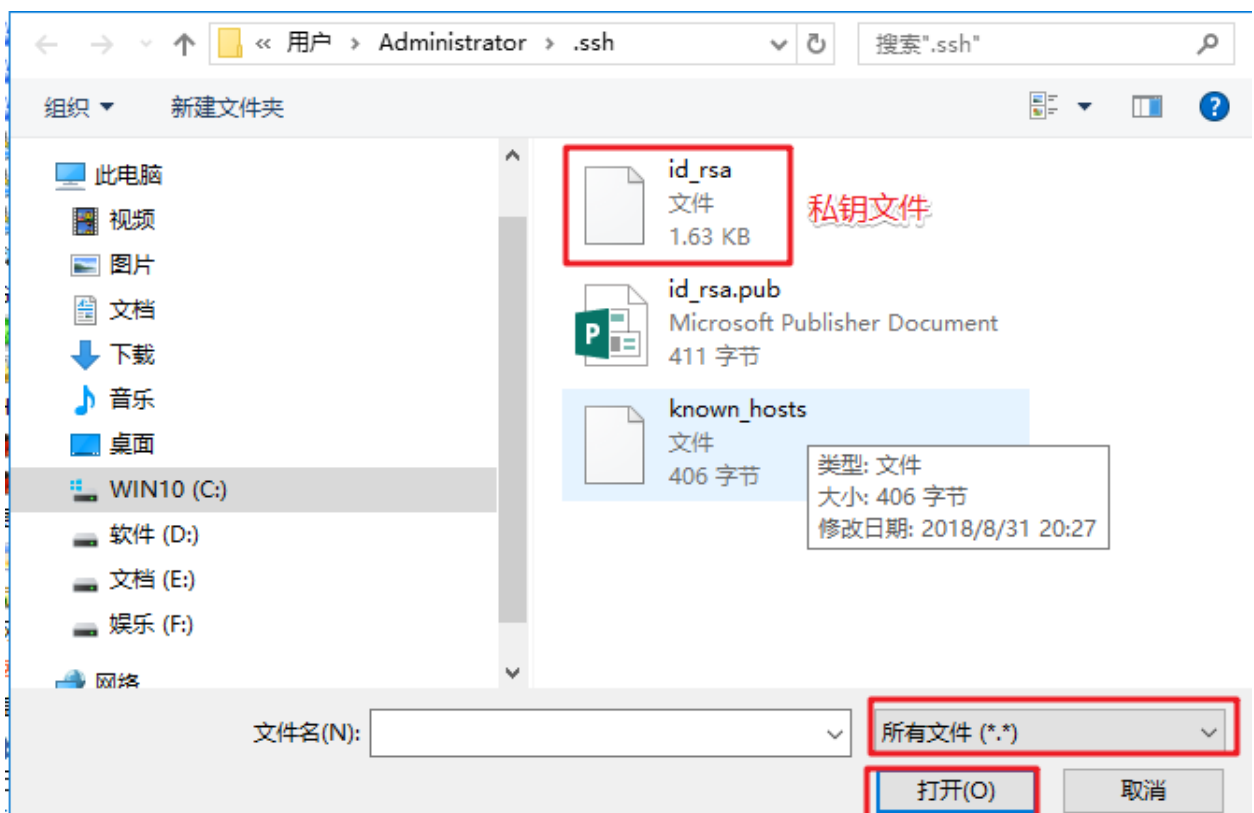 « 用户 › Administrator › .ssh
搜索".ssh"
组织
新建文件夹
此电脑
视频
图片
文档
下载
音乐
桌面
WIN10 (C:)
软件 (D:)
文档 (E:)
娱乐 (F:)
网络
id_rsa
文件
1.63 KB
私钥文件
id_rsa.pub
Microsoft Publisher Document
411 字节
known_hosts
文件
406 字节
类型: 文件
大小: 406 字节
修改日期: 2018/8/31 20:27
文件名(N):
所有文件 (*.*)
打开(O)
取消